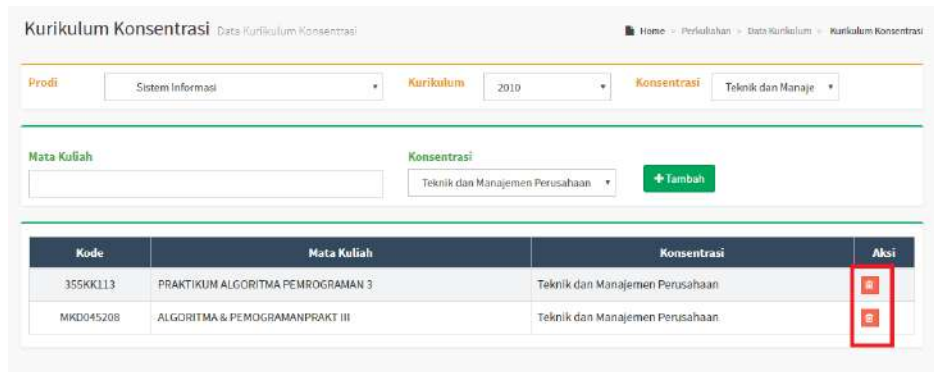 Kurikulum Konsentrasi Data Kurikulum Konsentrasi
Home > Perkuliahan > Data Kurikulum > Kurikulum Konsentrasi
Prodi Sistem Informasi Kurikulum 2010 Konsentrasi Teknik dan Manaje
Mata Kuliah Konsentrasi
Teknik dan Manajemen Perusahaan +Tambah
Kode Mata Kuliah Konsentrasi Aksi
355KK113 PRAKTIKUM ALGORITMA PEMROGRAMAN 3 Teknik dan Manajemen Perusahaan
MKD045208 ALGORITMA & PEMOGRAMANPRAKT III Teknik dan Manajemen Perusahaan